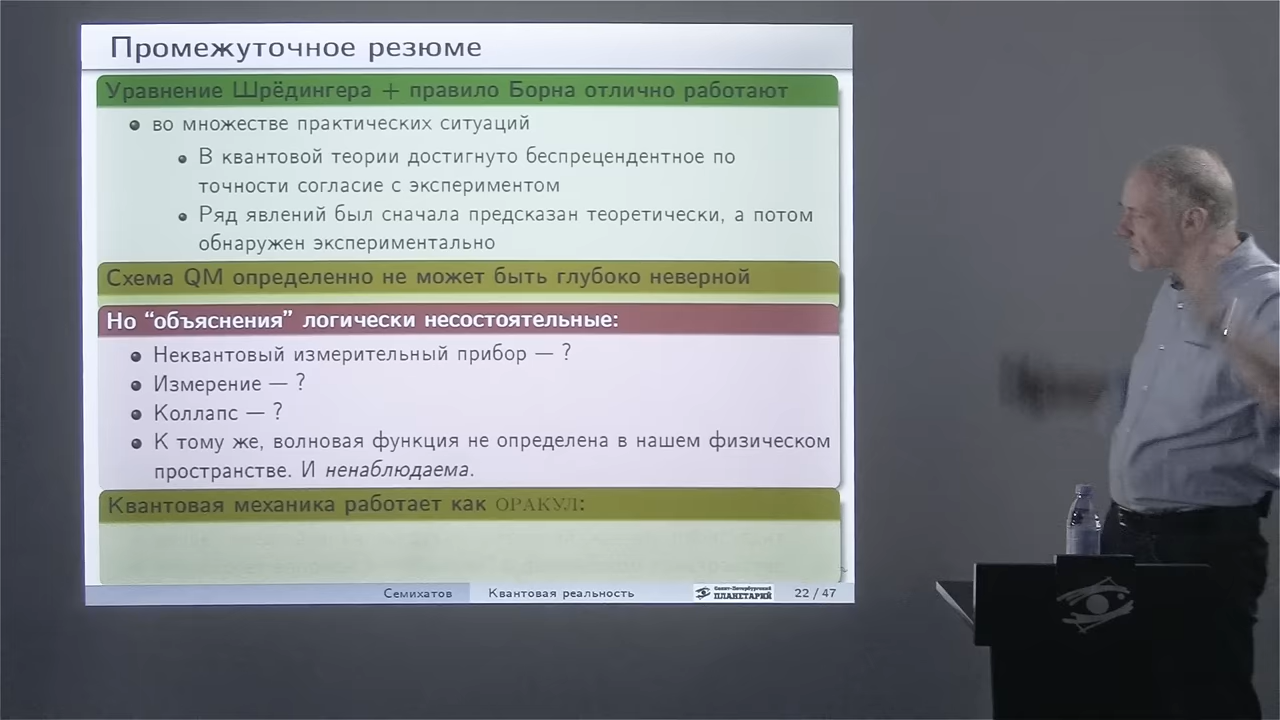 Промежуточное резюме
Уравнение Шрёдингера + правило Борна отлично работают
во множестве практических ситуаций
В квантовой теории достигнуто беспрецендентное по
точности согласие с экспериментом
Ряд явлений был сначала предсказан теоретически, а потом
обнаружен экспериментально
Схема QM определенно не может быть глубоко неверной
Но “объяснения” логически несостоятельные:
Неквантовый измерительный прибор — ?
Измерение — ?
Коллапс — ?
К тому же, волновая функция не определена в нашем физическом
пространстве. И ненаблюдаема.
Квантовая механика работает как ОРАКУЛ:
Семихатов
Квантовая реальность
Санкт-Петербургский
ПЛАНЕТАРИЙ
22 / 47